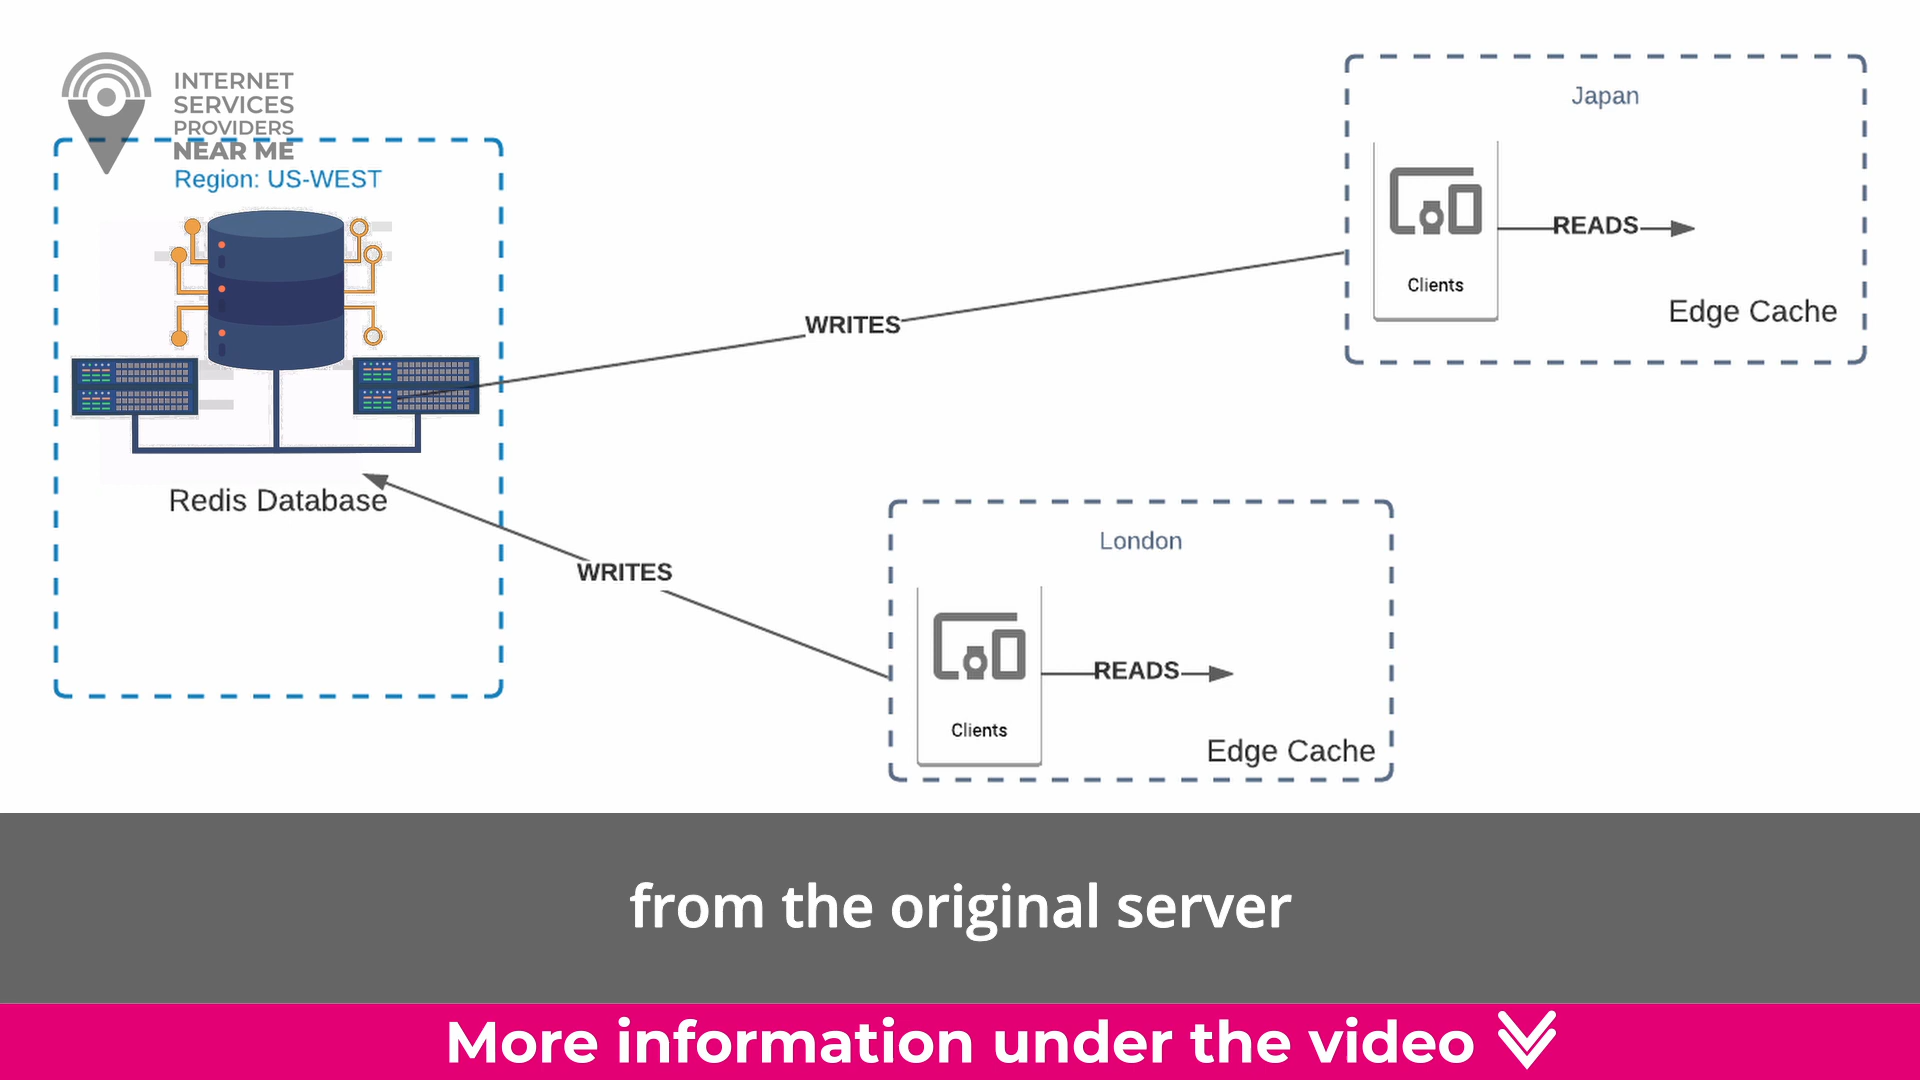 INTERNET
SERVICES
PROVIDERS
NEAR ME
Region: US-WEST
Redis Database
WRITES
WRITES
Japan
Clients
READS
Edge Cache
London
Clients
READS
Edge Cache
from the original server
More information under the video